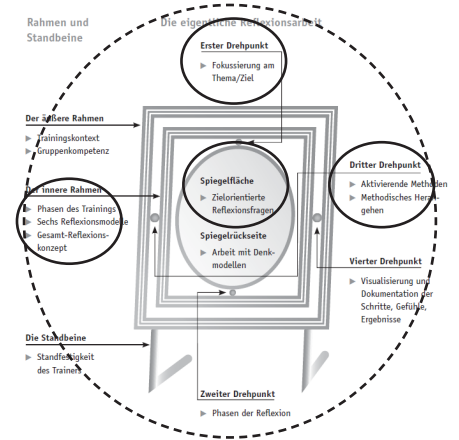 Rahmen und
Standbeine
Die eigentliche Reflexionsarbeit
Erster Drehpunkt
► Fokussierung am
Thema/Ziel
Der äußere Rahmen
► Trainingskontext
► Gruppenkompetenz
Der innere Rahmen
► Phasen des Trainings
► Sechs Reflexionsmodelle
► Gesamt-Reflexions-
konzept
Spiegelfläche
► Zielorientierte
Reflexionsfragen
Spiegelrückseite
► Arbeit mit Denk-
modellen
Dritter Drehpunkt
► Aktivierende Methoden
► Methodisches Heran-
gehen
Vierter Drehpunkt
► Visualisierung und
Dokumentation der
Schritte, Gefühle,
Ergebnisse
Die Standbeine
► Standfestigkeit
des Trainers
Zweiter Drehpunkt
► Phasen der Reflexion